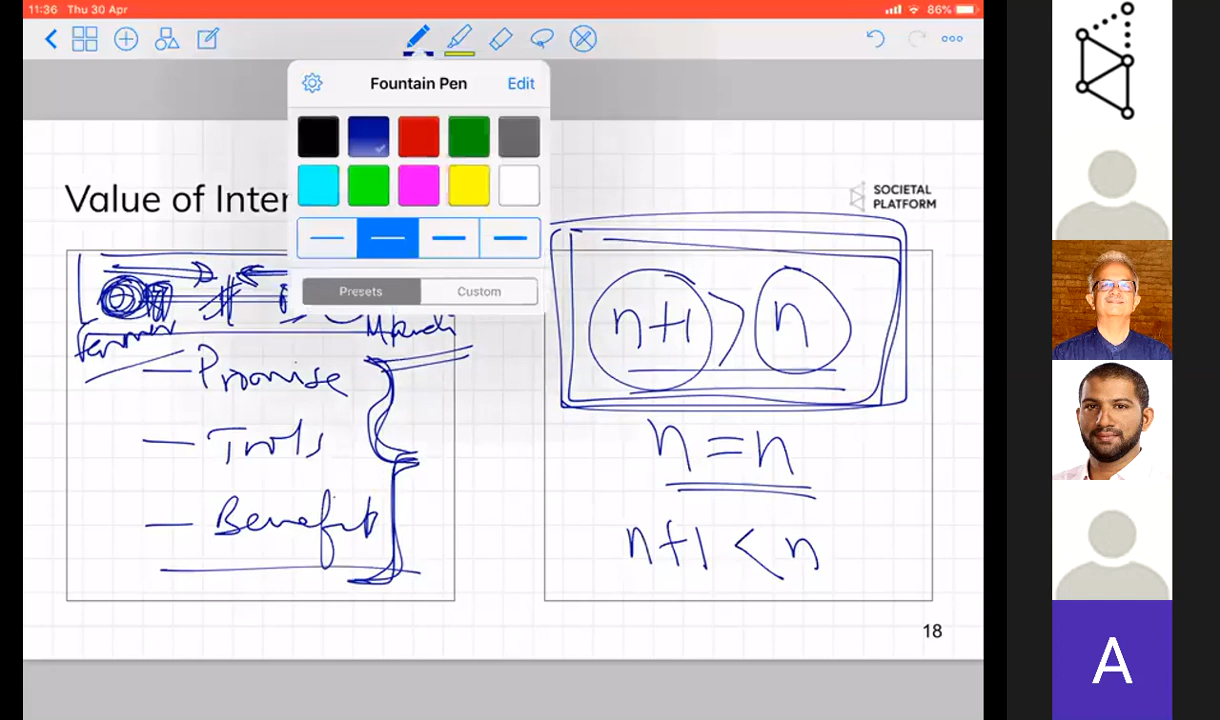 11:36 Thu 30 Apr
86%
Fountain Pen
Edit
Presets
Custom
Value of Inter
SOCIETAL
PLATFORM
n+1 > n
— Promise
— Tools
— Benefit
n = n
n+1 < n
18
A